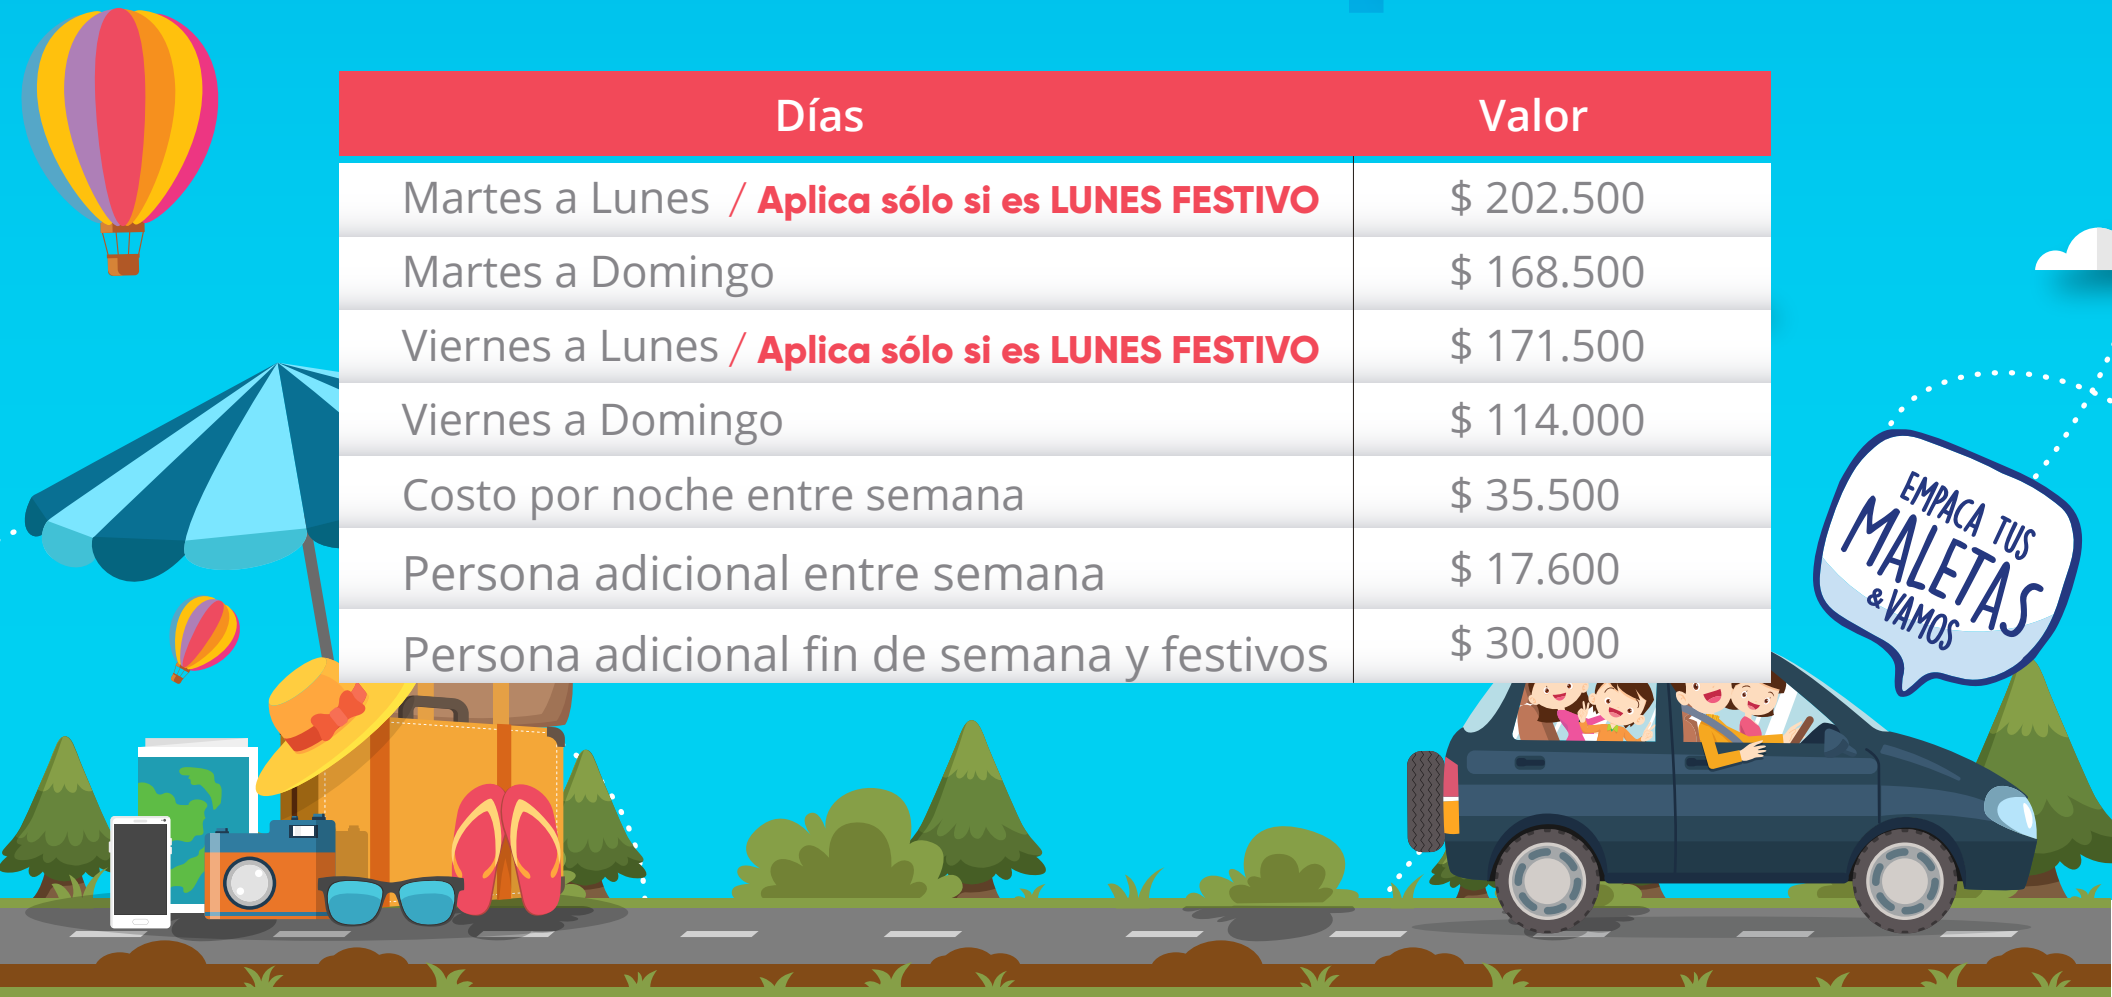 Días Valor
Martes a Lunes / Aplica sólo si es LUNES FESTIVO $ 202.500
Martes a Domingo $ 168.500
Viernes a Lunes / Aplica sólo si es LUNES FESTIVO $ 171.500
Viernes a Domingo $ 114.000
Costo por noche entre semana $ 35.500
Persona adicional entre semana $ 17.600
Persona adicional fin de semana y festivos $ 30.000
EMPACA TUS
MALETAS
& VAMOS